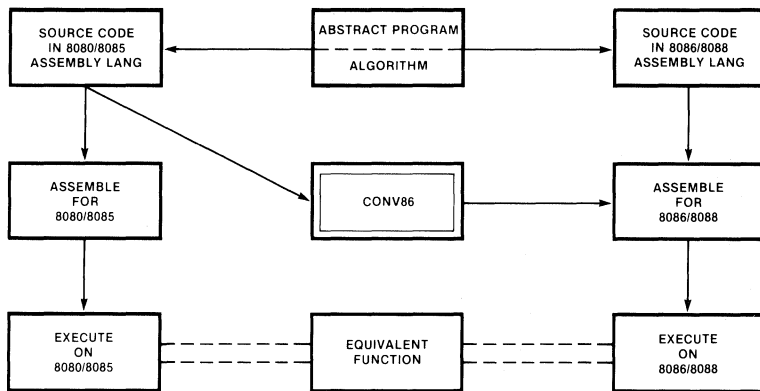 SOURCE CODE
IN 8080/8085
ASSEMBLY LANG
ABSTRACT PROGRAM
ALGORITHM
SOURCE CODE
IN 8086/8088
ASSEMBLY LANG
ASSEMBLE
FOR
8080/8085
CONV86
ASSEMBLE
FOR
8086/8088
EXECUTE
ON
8080/8085
EQUIVALENT
FUNCTION
EXECUTE
ON
8086/8088